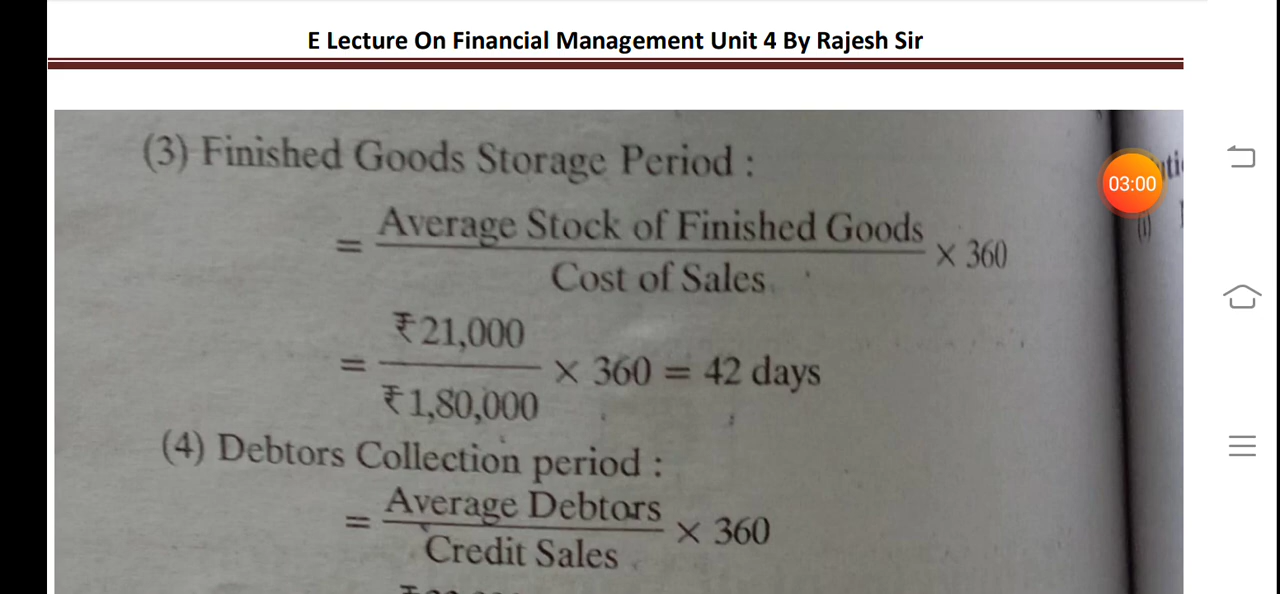 E Lecture On Financial Management Unit 4 By Rajesh Sir
(3) Finished Goods Storage Period :
= Average Stock of Finished Goods
Cost of Sales × 360
= ₹21,000
₹1,80,000 × 360 = 42 days
(4) Debtors Collection period :
= Average Debtors
Credit Sales × 360
03:00
(i)